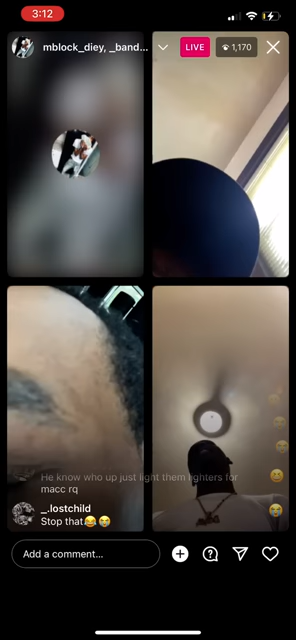 3:12
mblock_diey, _band...
LIVE
1,170
He know who up just light them lighters for
macc rq
_.lostchild
Stop that😂😭
Add a comment...